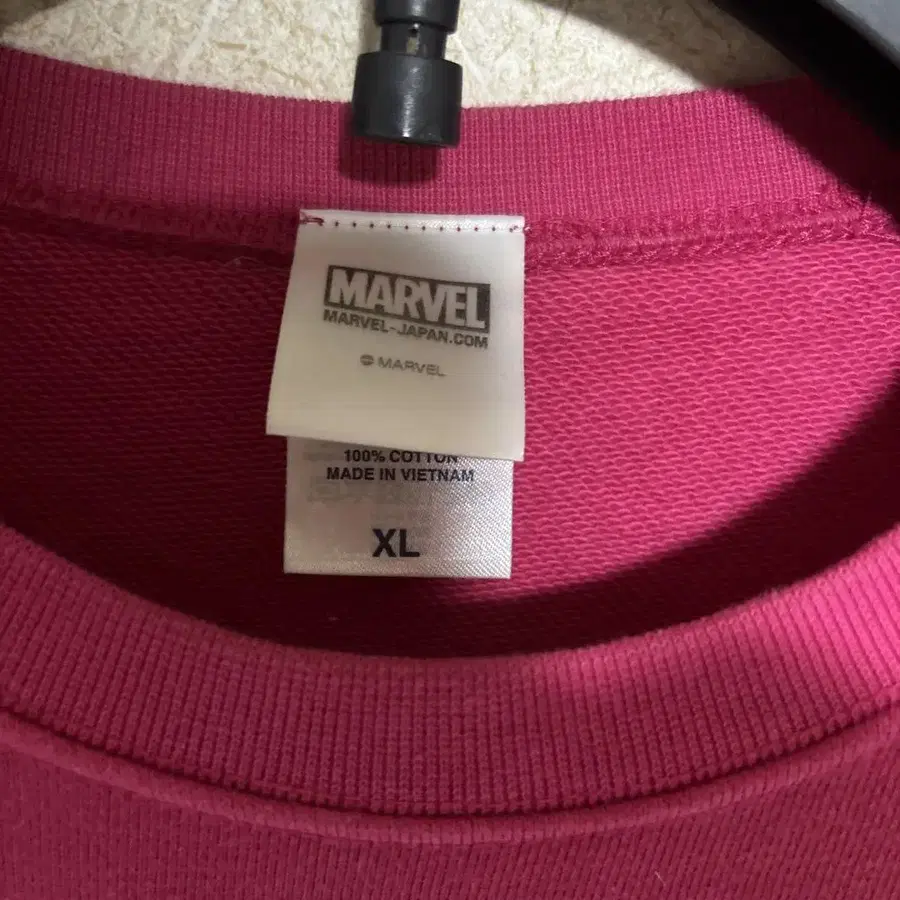 MARVEL
MARVEL-JAPAN.COM
© MARVEL
100% COTTON
MADE IN VIETNAM
XL